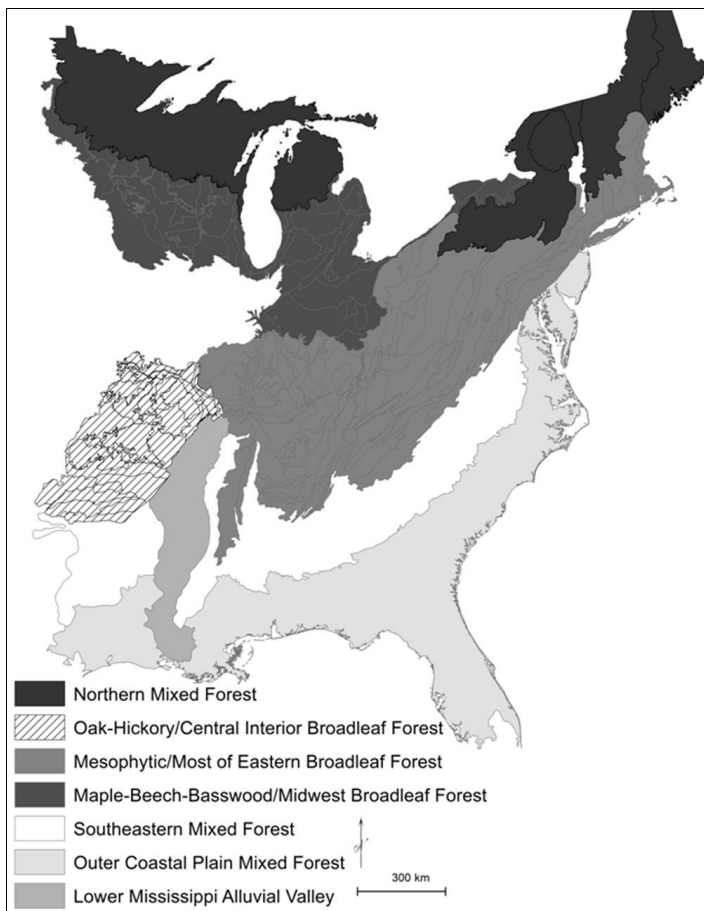 Northern Mixed Forest
Oak-Hickory/Central Interior Broadleaf Forest
Mesophytic/Most of Eastern Broadleaf Forest
Maple-Beech-Basswood/Midwest Broadleaf Forest
Southeastern Mixed Forest
Outer Coastal Plain Mixed Forest
300 km
Lower Mississippi Alluvial Valley